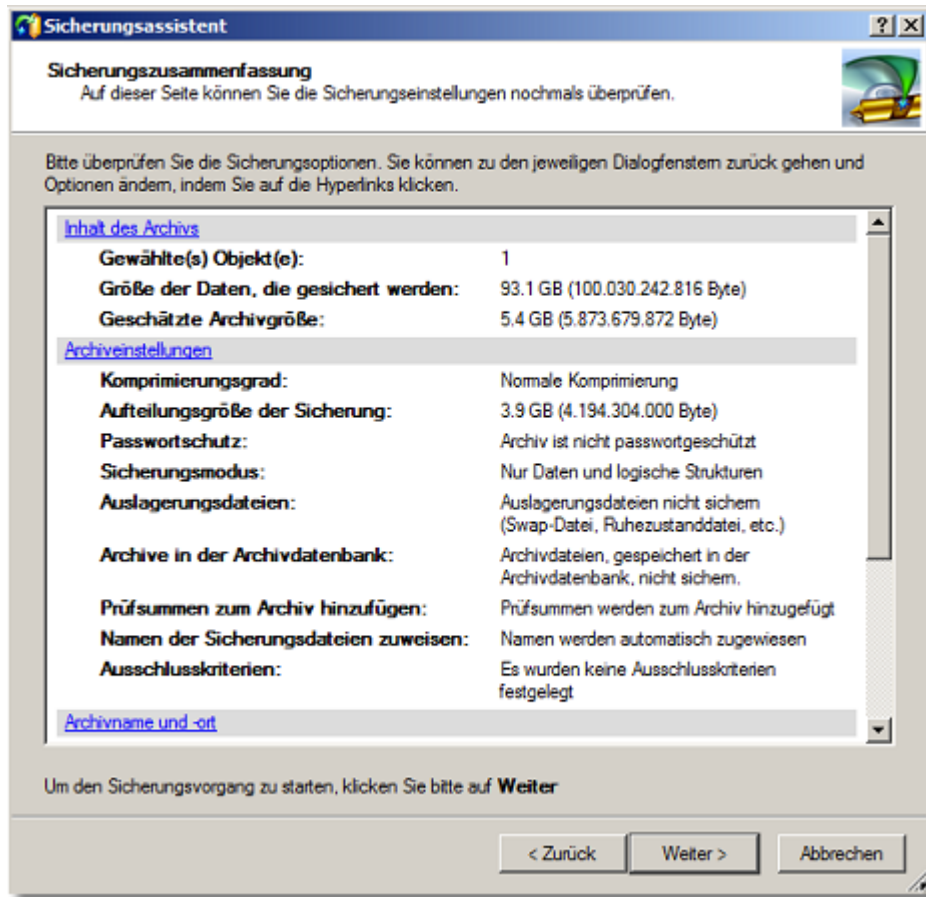 Sicherungsassistent
Sicherungszusammenfassung
Auf dieser Seite können Sie die Sicherungseinstellungen nochmals überprüfen.
Bitte überprüfen Sie die Sicherungsoptionen. Sie können zu den jeweiligen Dialogfenstern zurück gehen und
Optionen ändern, indem Sie auf die Hyperlinks klicken.
Inhalt des Archivs
Gewählte(s) Objekt(e): 1
Größe der Daten, die gesichert werden: 93.1 GB (100.030.242.816 Byte)
Geschätzte Archivgröße: 5.4 GB (5.873.679.872 Byte)
Archiveinstellungen
Komprimierungsgrad: Normale Komprimierung
Aufteilungsgröße der Sicherung: 3.9 GB (4.194.304.000 Byte)
Passwortschutz: Archiv ist nicht passwortgeschützt
Sicherungsmodus: Nur Daten und logische Strukturen
Auslagerungsdateien: Auslagerungsdateien nicht sichern
(Swap-Datei, Ruhezustanddatei, etc.)
Archive in der Archivdatenbank: Archivdateien, gespeichert in der
Archivdatenbank, nicht sichern.
Prüfsummen zum Archiv hinzufügen: Prüfsummen werden zum Archiv hinzugefügt
Namen der Sicherungsdateien zuweisen: Namen werden automatisch zugewiesen
Ausschlusskriterien: Es wurden keine Ausschlusskriterien
festgelegt
Archivname und -ort
Um den Sicherungsvorgang zu starten, klicken Sie bitte auf Weiter
< Zurück Weiter > Abbrechen